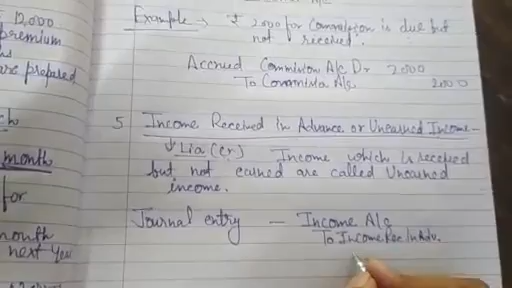 12,000
premium
are prepared
month
for
month
next year
Example → ₹ 2000 for Commission is due but
not received.
Accrued Commission A/c Dr 2000
To Commission A/c 2000
5 Income Received in Advance or Unearned Income -
↓ Lia (Cr) Income which is received
but not earned are called Unearned
income.
Journal entry — Income A/c
To Income Rec In Adv.